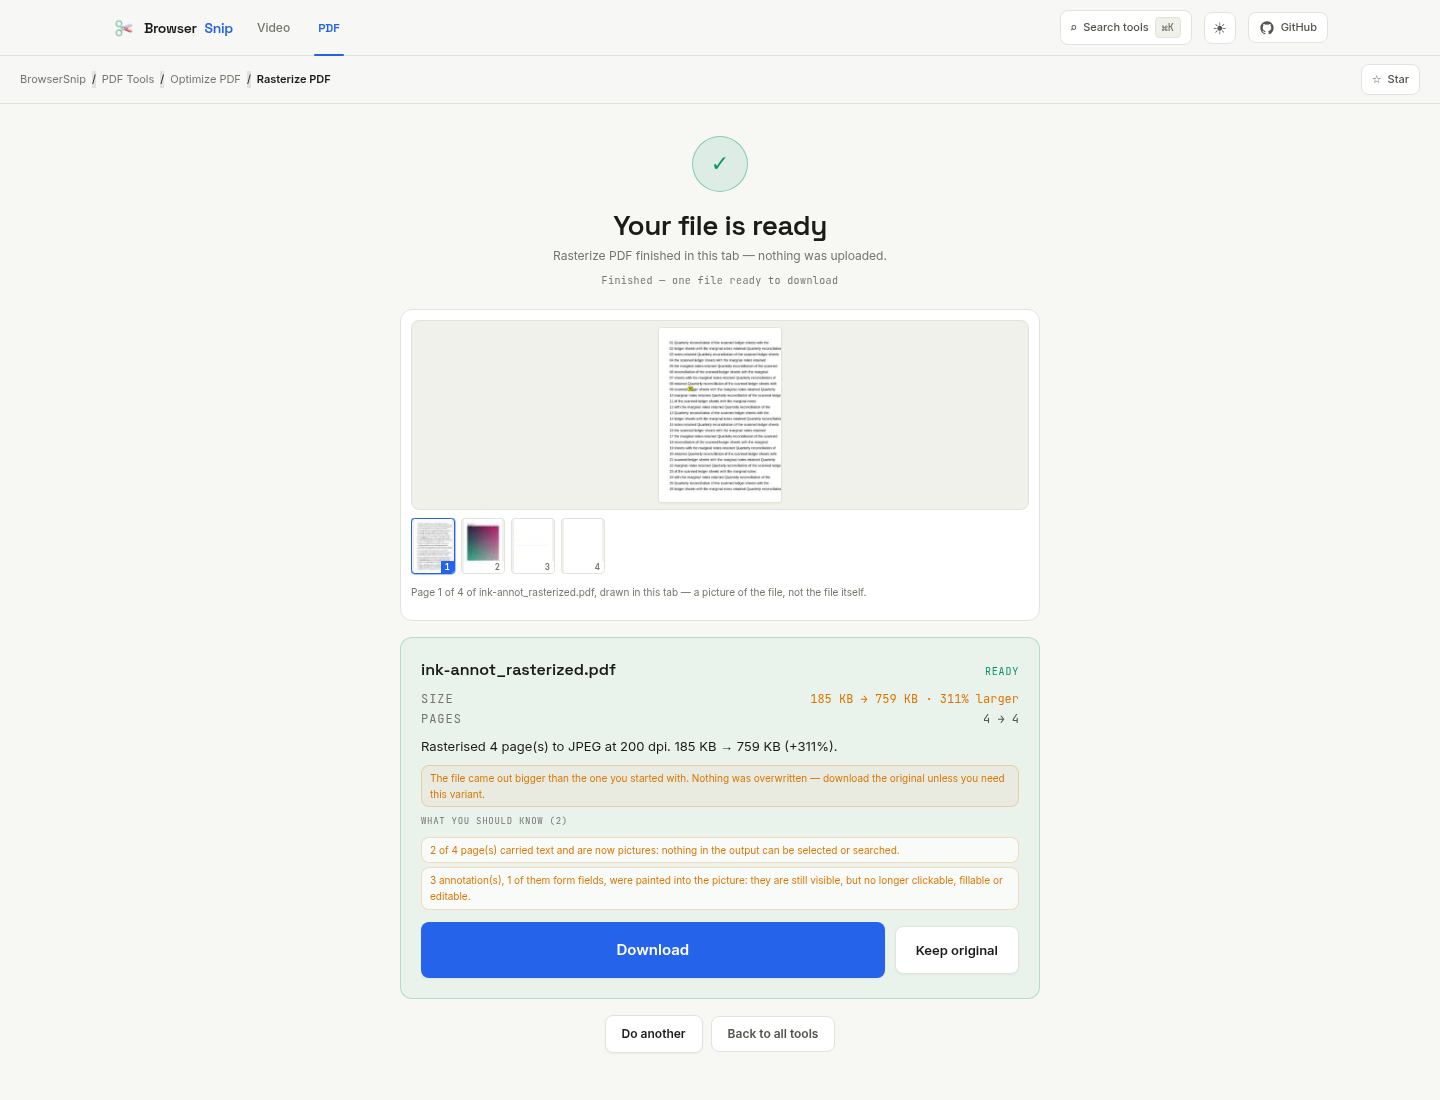 Browser Snip Video PDF Search tools ⌘K GitHub
BrowserSnip / PDF Tools / Optimize PDF / Rasterize PDF Star
Your file is ready
Rasterize PDF finished in this tab — nothing was uploaded.
Finished — one file ready to download
1 2 3 4
Page 1 of 4 of ink-annot_rasterized.pdf, drawn in this tab — a picture of the file, not the file itself.
ink-annot_rasterized.pdf READY
SIZE 185 KB → 759 KB · 311% larger
PAGES 4 → 4
Rasterised 4 page(s) to JPEG at 200 dpi. 185 KB → 759 KB (+311%).
The file came out bigger than the one you started with. Nothing was overwritten — download the original unless you need
this variant.
WHAT YOU SHOULD KNOW (2)
2 of 4 page(s) carried text and are now pictures: nothing in the output can be selected or searched.
3 annotation(s), 1 of them form fields, were painted into the picture: they are still visible, but no longer clickable, fillable or
editable.
Download Keep original
Do another Back to all tools